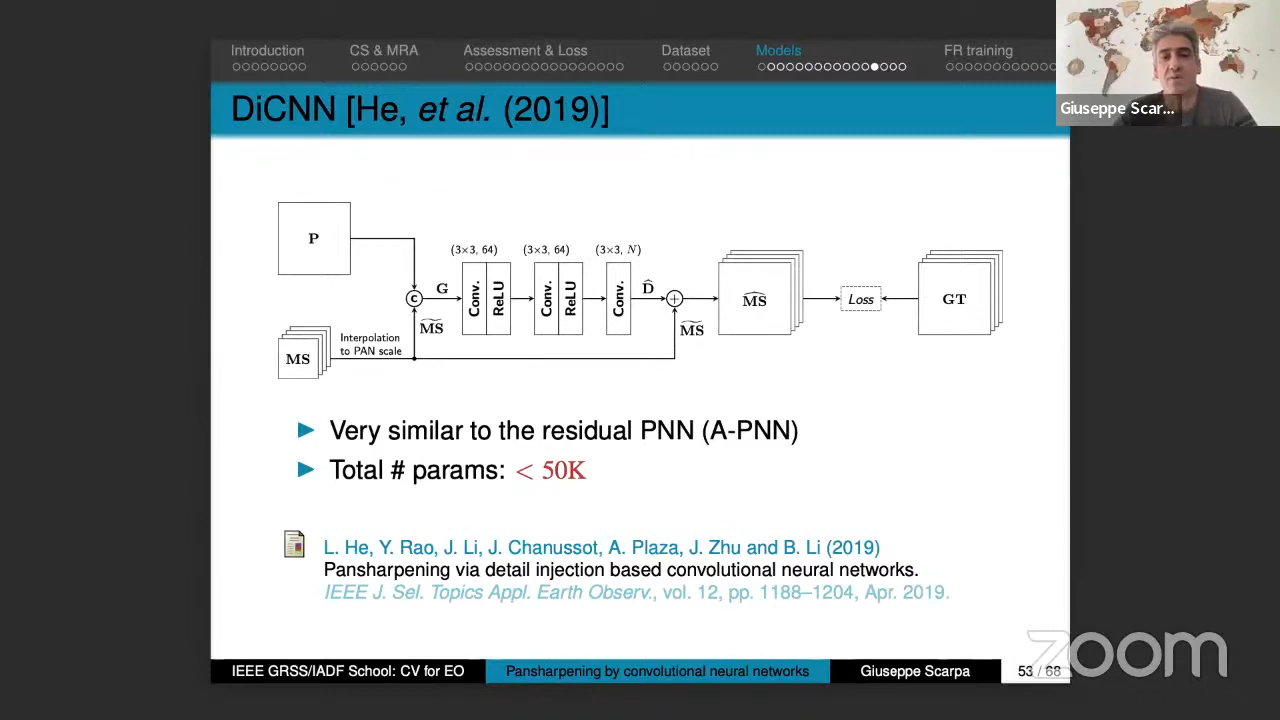 Introduction CS & MRA Assessment & Loss Dataset Models FR training
Giuseppe Scar...
DiCNN [He, et al. (2019)]
P
(3×3, 64) (3×3, 64) (3×3, N)
C G Conv. ReLU Conv. ReLU Conv. D̂ + M̂S Loss GT
M̃S M̃S
MS Interpolation
to PAN scale
Very similar to the residual PNN (A-PNN)
Total # params: < 50K
L. He, Y. Rao, J. Li, J. Chanussot, A. Plaza, J. Zhu and B. Li (2019)
Pansharpening via detail injection based convolutional neural networks.
IEEE J. Sel. Topics Appl. Earth Observ., vol. 12, pp. 1188–1204, Apr. 2019.
zoom
IEEE GRSS/IADF School: CV for EO Pansharpening by convolutional neural networks Giuseppe Scarpa 53 / 68